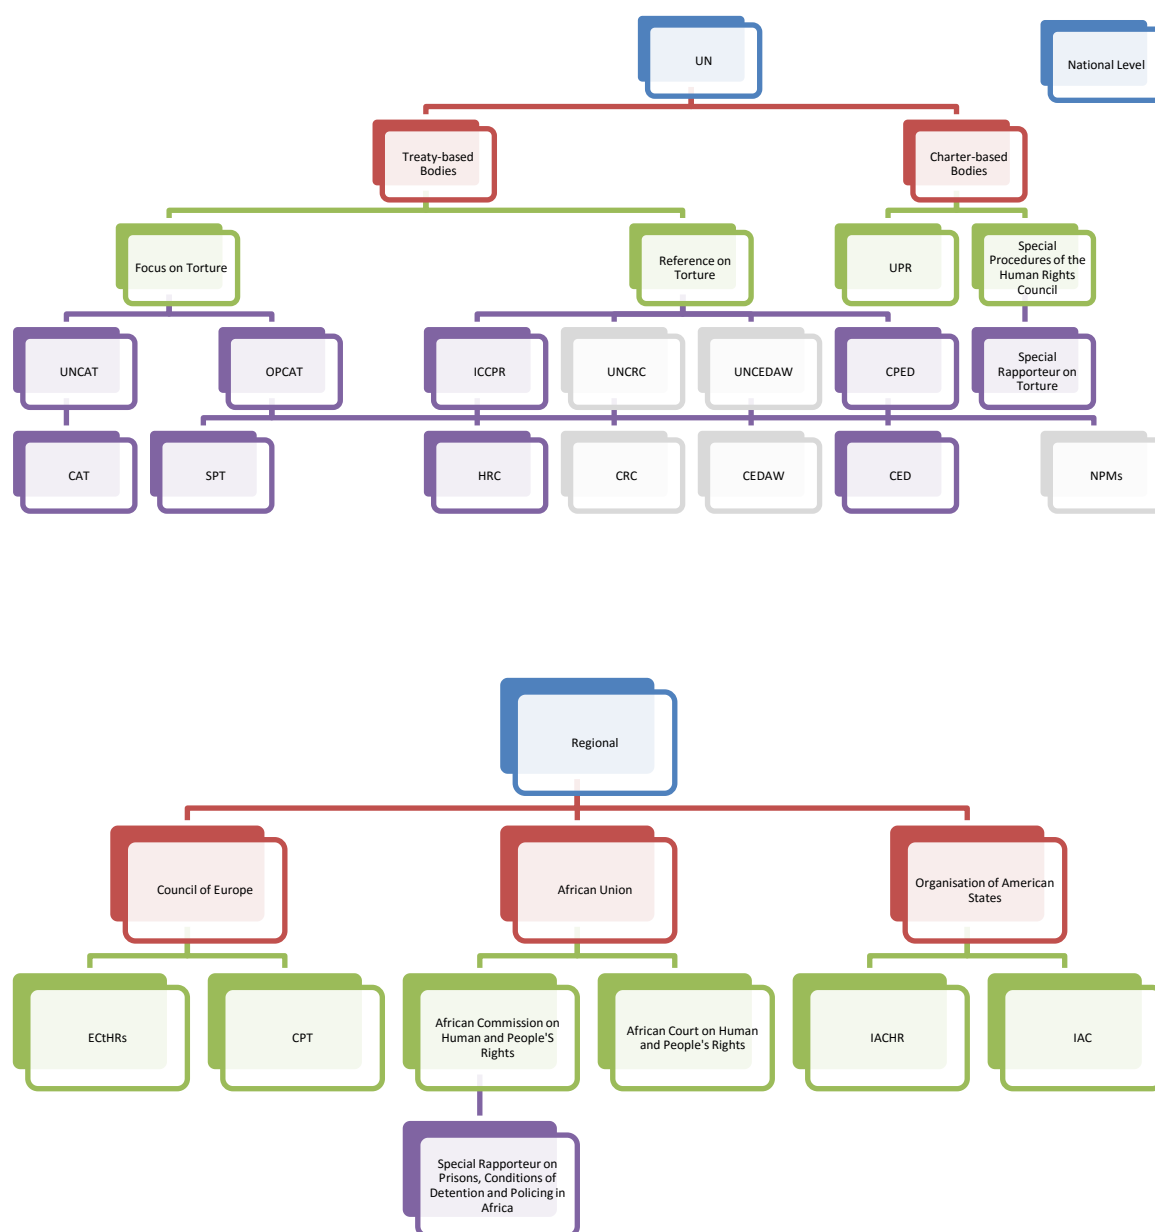 UN
National Level
Treaty-based
Bodies
Charter-based
Bodies
Focus on Torture
Reference on
Torture
UPR
Special
Procedures of the
Human Rights
Council
UNCAT
OPCAT
ICCPR
UNCRC
UNCEDAW
CPED
Special
Rapporteur on
Torture
CAT
SPT
HRC
CRC
CEDAW
CED
NPMs
Regional
Council of Europe
African Union
Organisation of American
States
ECtHRs
CPT
African Commission on
Human and People'S
Rights
African Court on Human
and People's Rights
IACHR
IAC
Special Rapporteur on
Prisons, Conditions of
Detention and Policing in
Africa